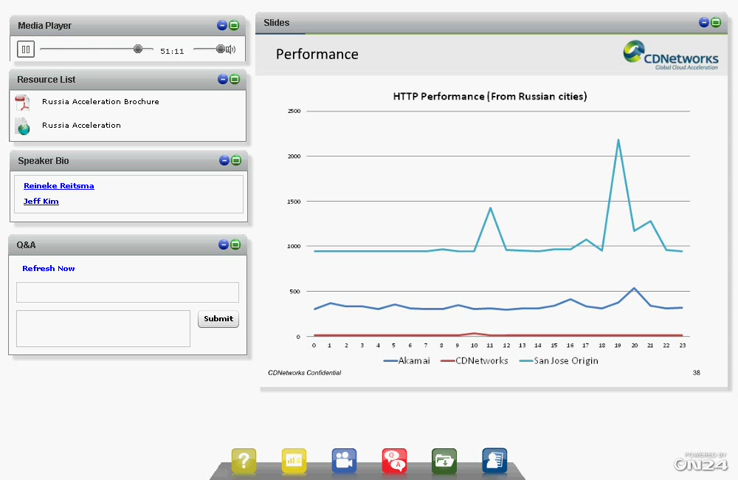 Media Player
51:11
Resource List
Russia Acceleration Brochure
Russia Acceleration
Speaker Bio
Reineke Reitsma
Jeff Kim
Q&A
Refresh Now
Submit
Slides
Performance
CDNetworks
Global Cloud Acceleration
HTTP Performance (From Russian cities)
2500
2000
1500
1000
500
0
0 1 2 3 4 5 6 7 8 9 10 11 12 13 14 15 16 17 18 19 20 21 22 23
Akamai CDNetworks San Jose Origin
CDNetworks Confidential 38
?
Q A
POWERED BY
ON24